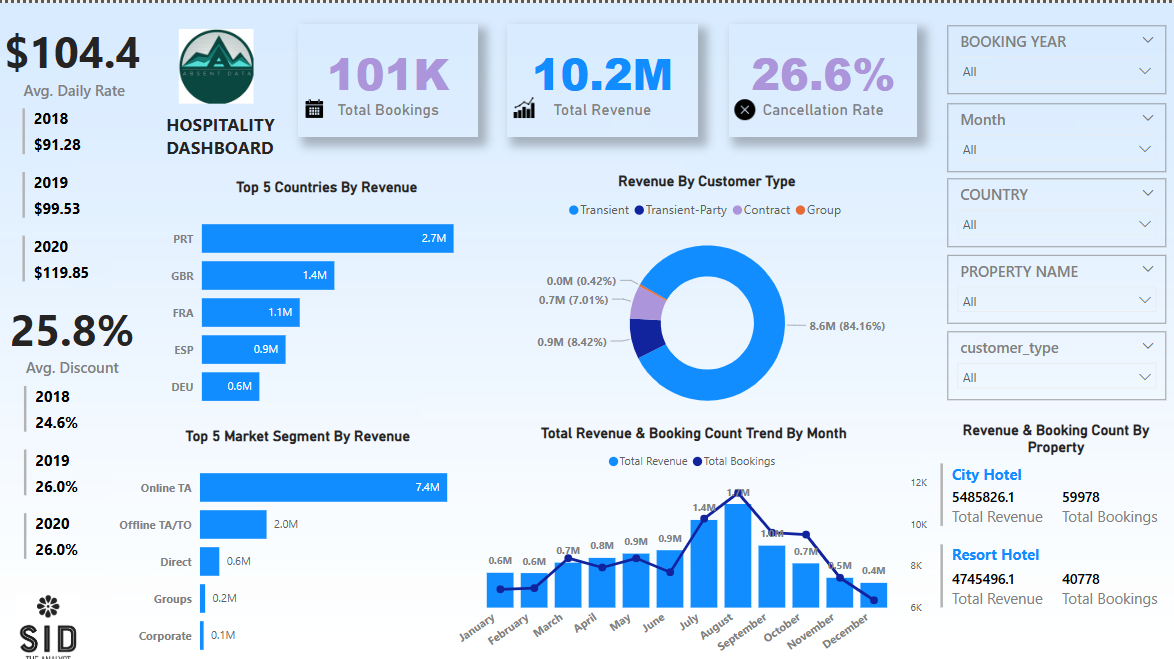 $104.4
Avg. Daily Rate
2018
$91.28
2019
$99.53
2020
$119.85
25.8%
Avg. Discount
2018
24.6%
2019
26.0%
2020
26.0%
SID
THE ANALYST
ABSENT DATA
HOSPITALITY
DASHBOARD
101K
Total Bookings
10.2M
Total Revenue
26.6%
Cancellation Rate
Top 5 Countries By Revenue
PRT 2.7M
GBR 1.4M
FRA 1.1M
ESP 0.9M
DEU 0.6M
Revenue By Customer Type
Transient Transient-Party Contract Group
0.0M (0.42%)
0.7M (7.01%)
0.9M (8.42%)
8.6M (84.16%)
Top 5 Market Segment By Revenue
Online TA 7.4M
Offline TA/TO 2.0M
Direct 0.6M
Groups 0.2M
Corporate 0.1M
Total Revenue & Booking Count Trend By Month
Total Revenue Total Bookings
0.6M 0.6M 0.7M 0.8M 0.9M 0.9M 1.4M 0.7M 0.5M 0.4M
12K
10K
8K
6K
January February March April May June July August September October November December
BOOKING YEAR
All
Month
All
COUNTRY
All
PROPERTY NAME
All
customer_type
All
Revenue & Booking Count By
Property
City Hotel
5485826.1 59978
Total Revenue Total Bookings
Resort Hotel
4745496.1 40778
Total Revenue Total Bookings